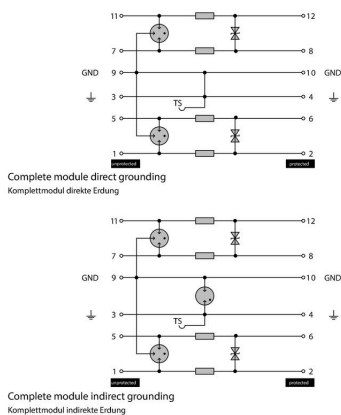 11 12
7 8
GND 9 10 GND
3 4
TS
5 6
1 2
unprotected protected
Complete module direct grounding
Komplettmodul direkte Erdung
11 12
7 8
GND 9 10 GND
3 4
TS
5 6
1 2
unprotected protected
Complete module indirect grounding
Komplettmodul indirekte Erdung